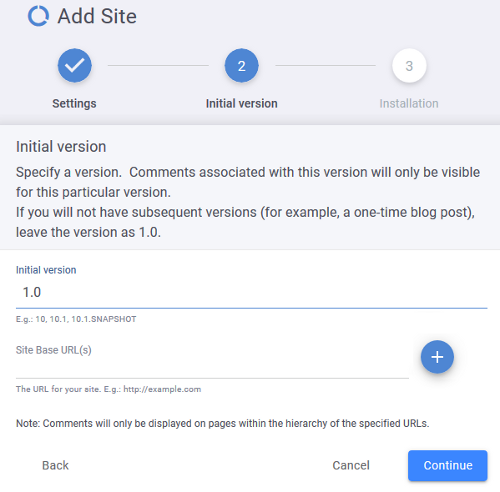 Add Site
2
3
Settings
Initial version
Installation
Initial version
Specify a version. Comments associated with this version will only be visible
for this particular version.
If you will not have subsequent versions (for example, a one-time blog post),
leave the version as 1.0.
Initial version
1.0
E.g.: 10, 10.1, 10.1.SNAPSHOT
Site Base URL(s)
+
The URL for your site. E.g.: http://example.com
Note: Comments will only be displayed on pages within the hierarchy of the specified URLs.
Back
Cancel
Continue